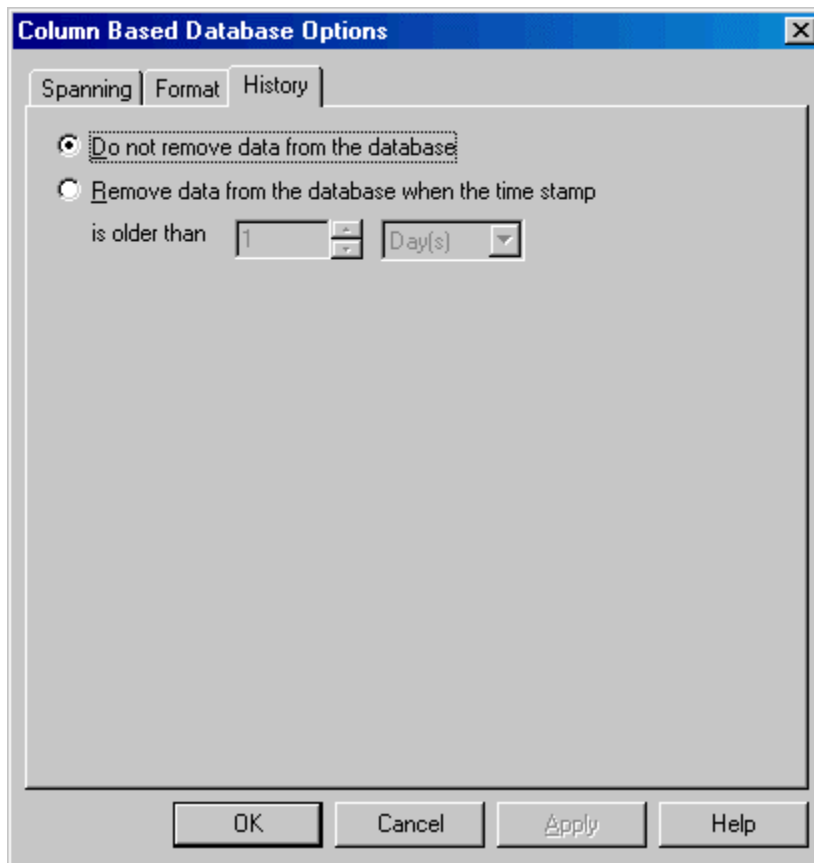 Column Based Database Options
Spanning Format History
Do not remove data from the database
Remove data from the database when the time stamp
is older than 1 Day(s)
OK Cancel Apply Help